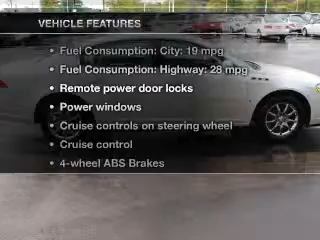 VEHICLE FEATURES
• Fuel Consumption: City: 19 mpg
• Fuel Consumption: Highway: 28 mpg
• Remote power door locks
• Power windows
• Cruise controls on steering wheel
• Cruise control
• 4-wheel ABS Brakes